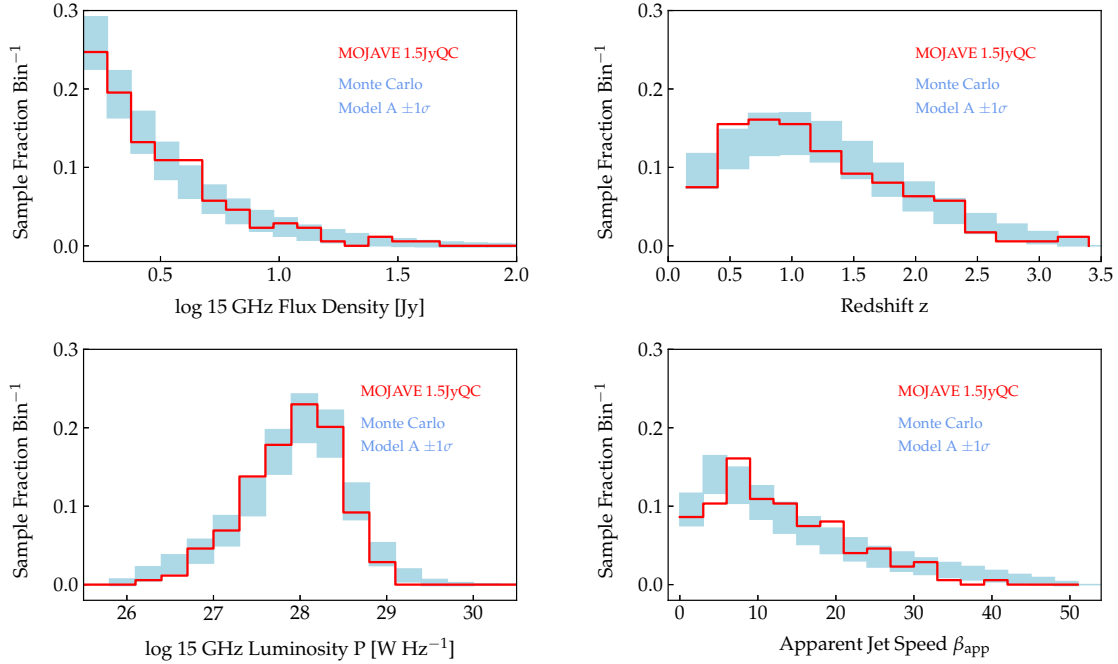 0.3
0.2
0.1
0.0
Sample Fraction Bin⁻¹
MOJAVE 1.5JyQC
Monte Carlo
Model A ±1σ
0.5 1.0 1.5 2.0
log 15 GHz Flux Density [Jy]
0.3
0.2
0.1
0.0
Sample Fraction Bin⁻¹
MOJAVE 1.5JyQC
Monte Carlo
Model A ±1σ
0.0 0.5 1.0 1.5 2.0 2.5 3.0 3.5
Redshift z
0.3
0.2
0.1
0.0
Sample Fraction Bin⁻¹
MOJAVE 1.5JyQC
Monte Carlo
Model A ±1σ
26 27 28 29 30
log 15 GHz Luminosity P [W Hz⁻¹]
0.3
0.2
0.1
0.0
Sample Fraction Bin⁻¹
MOJAVE 1.5JyQC
Monte Carlo
Model A ±1σ
0 10 20 30 40 50
Apparent Jet Speed β_app